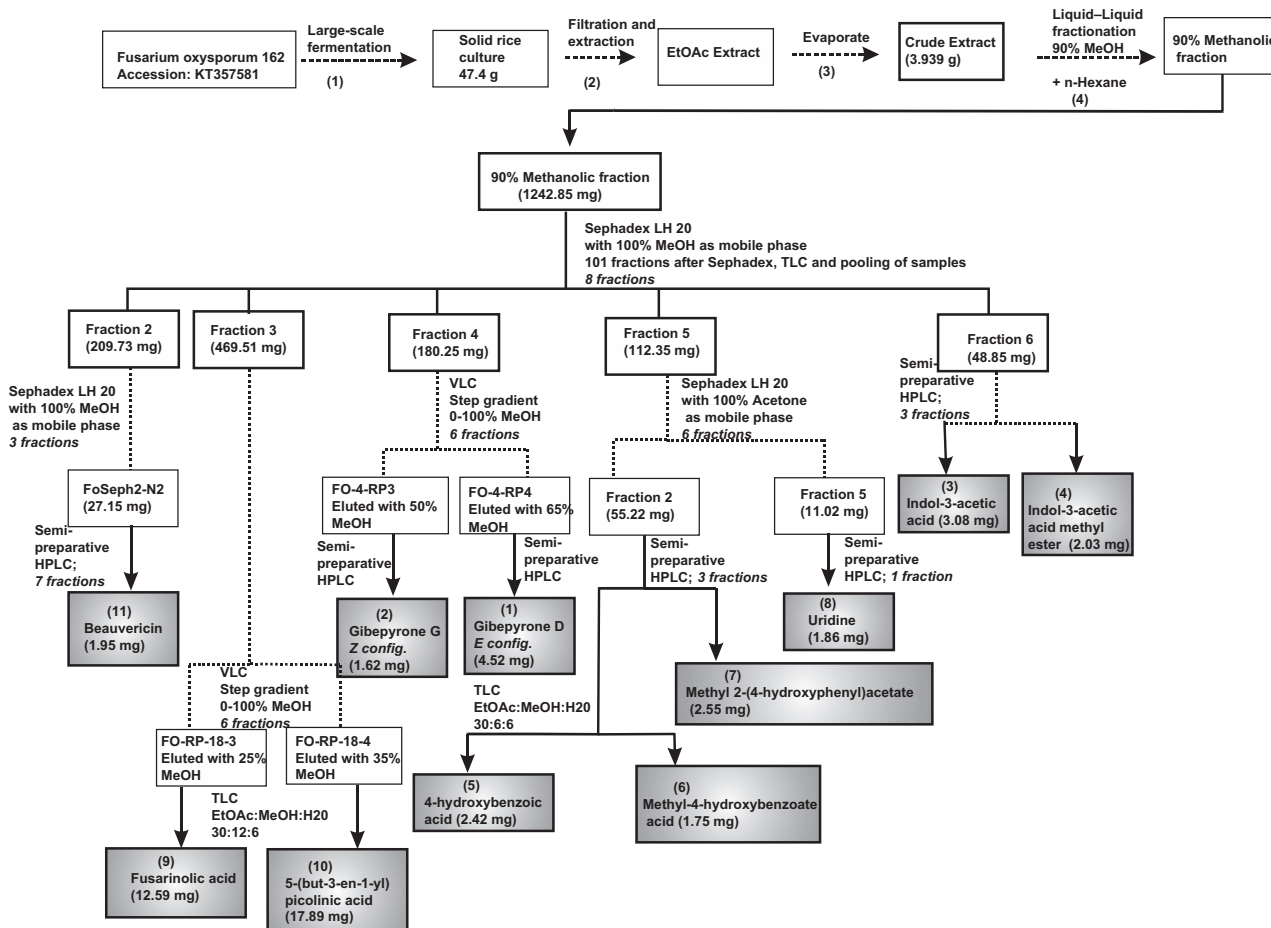 Fusarium oxysporum 162
Accession: KT357581
Large-scale
fermentation
(1)
Solid rice
culture
47.4 g
Filtration and
extraction
(2)
EtOAc Extract
Evaporate
(3)
Crude Extract
(3.939 g)
Liquid–Liquid
fractionation
90% MeOH
+ n-Hexane
(4)
90% Methanolic
fraction
90% Methanolic fraction
(1242.85 mg)
Sephadex LH 20
with 100% MeOH as mobile phase
101 fractions after Sephadex, TLC and pooling of samples
8 fractions
Fraction 2
(209.73 mg)
Fraction 3
(469.51 mg)
Fraction 4
(180.25 mg)
Fraction 5
(112.35 mg)
Fraction 6
(48.85 mg)
Sephadex LH 20
with 100% MeOH
as mobile phase
3 fractions
VLC
Step gradient
0-100% MeOH
6 fractions
Sephadex LH 20
with 100% Acetone
as mobile phase
6 fractions
Semi-
preparative
HPLC;
3 fractions
FoSeph2-N2
(27.15 mg)
FO-4-RP3
Eluted with 50%
MeOH
FO-4-RP4
Eluted with 65%
MeOH
Fraction 2
(55.22 mg)
Fraction 5
(11.02 mg)
(3)
Indol-3-acetic
acid (3.08 mg)
(4)
Indol-3-acetic
acid methyl
ester (2.03 mg)
Semi-
preparative
HPLC;
7 fractions
Semi-
preparative
HPLC
Semi-
preparative
HPLC
Semi-
preparative
HPLC; 3 fractions
Semi-
preparative
HPLC; 1 fraction
(11)
Beauvericin
(1.95 mg)
(2)
Gibepyrone G
Z config.
(1.62 mg)
(1)
Gibepyrone D
E config.
(4.52 mg)
(8)
Uridine
(1.86 mg)
(7)
Methyl 2-(4-hydroxyphenyl)acetate
(2.55 mg)
VLC
Step gradient
0-100% MeOH
6 fractions
TLC
EtOAc:MeOH:H20
30:6:6
FO-RP-18-3
Eluted with 25%
MeOH
FO-RP-18-4
Eluted with 35%
MeOH
(5)
4-hydroxybenzoic
acid (2.42 mg)
(6)
Methyl-4-hydroxybenzoate
acid (1.75 mg)
TLC
EtOAc:MeOH:H20
30:12:6
(9)
Fusarinolic acid
(12.59 mg)
(10)
5-(but-3-en-1-yl)
picolinic acid
(17.89 mg)